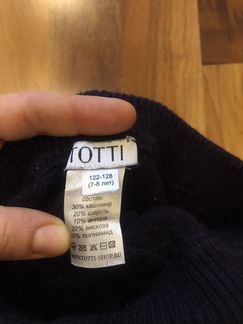 TOTTI
122-128
(7-8 лет)
состав:
30% кашемир
20% шерсть
10% ангора
20% вискоза
20% полиамид